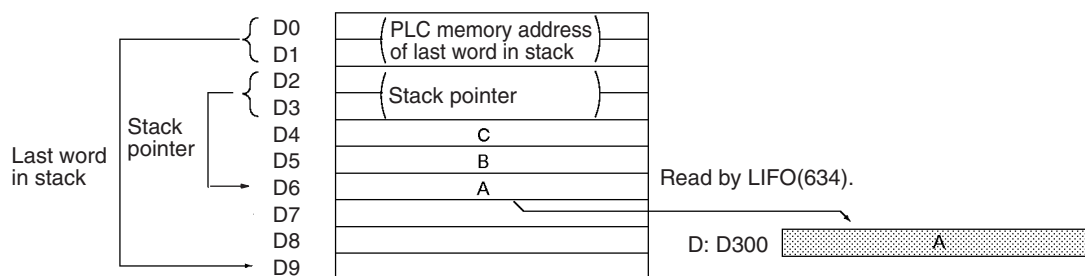 D0
D1
D2
D3
D4
D5
D6
D7
D8
D9
PLC memory address
of last word in stack
Stack pointer
C
B
A
Stack
pointer
Last word
in stack
Read by LIFO(634).
D: D300
A